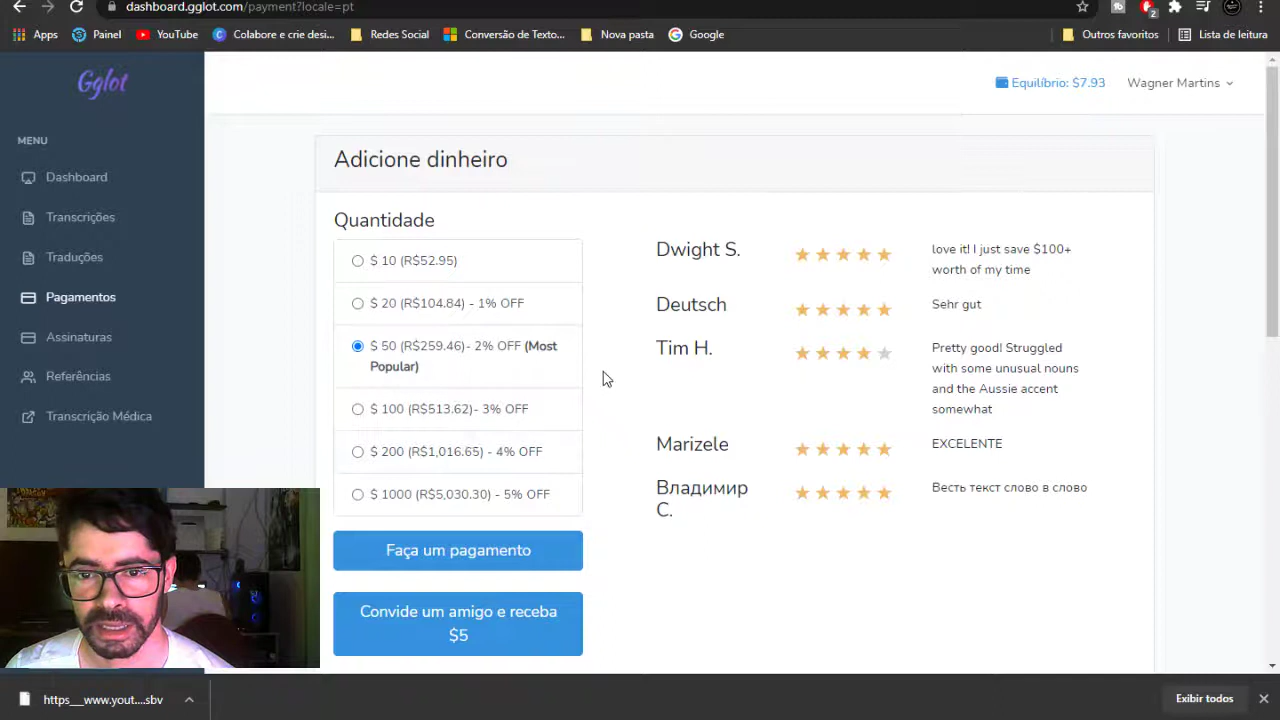 dashboard.gglot.com/payment?locale=pt
2
Apps
Painel
YouTube
Colabore e crie desi...
Redes Social
Conversão de Texto...
Nova pasta
Google
Outros favoritos
Lista de leitura
Gglot
Equilíbrio: $7.93
Wagner Martins
MENU
Dashboard
Transcrições
Traduções
Pagamentos
Assinaturas
Referências
Transcrição Médica
Adicione dinheiro
Quantidade
$ 10 (R$52.95)
$ 20 (R$104.84) - 1% OFF
$ 50 (R$259.46)- 2% OFF (Most
Popular)
$ 100 (R$513.62)- 3% OFF
$ 200 (R$1,016.65) - 4% OFF
$ 1000 (R$5,030.30) - 5% OFF
Faça um pagamento
Convide um amigo e receba
$5
Dwight S.
love it! I just save $100+
worth of my time
Deutsch
Sehr gut
Tim H.
Pretty good! Struggled
with some unusual nouns
and the Aussie accent
somewhat
Marizele
EXCELENTE
Владимир
С.
Весть текст слово в слово
https__www.yout....sbv
Exibir todos